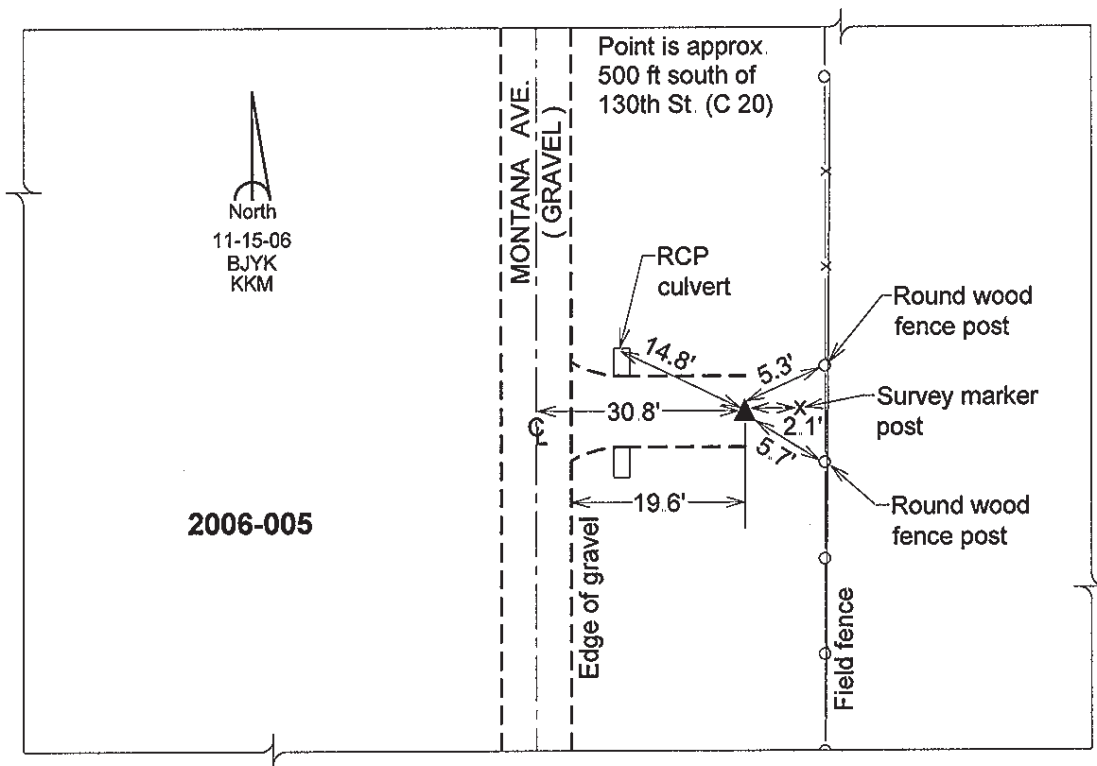 Point is approx.
500 ft south of
130th St. (C 20)
MONTANA AVE.
(GRAVEL)
North
11-15-06
BJYK
KKM
RCP
culvert
Round wood
fence post
14.8'
5.3'
30.8'
Survey marker
post
2.1'
5.7'
℄
19.6'
Round wood
fence post
2006-005
Edge of gravel
Field fence